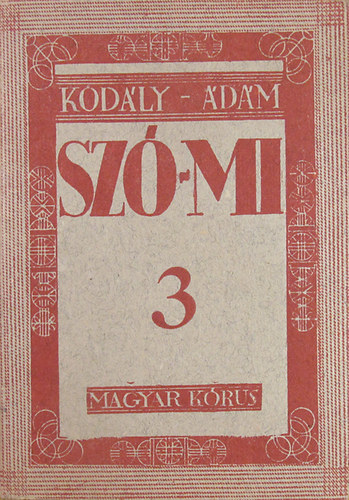 KODÁLY - ÁDÁM
SZÓ-MI
3
MAGYAR KÓRUS